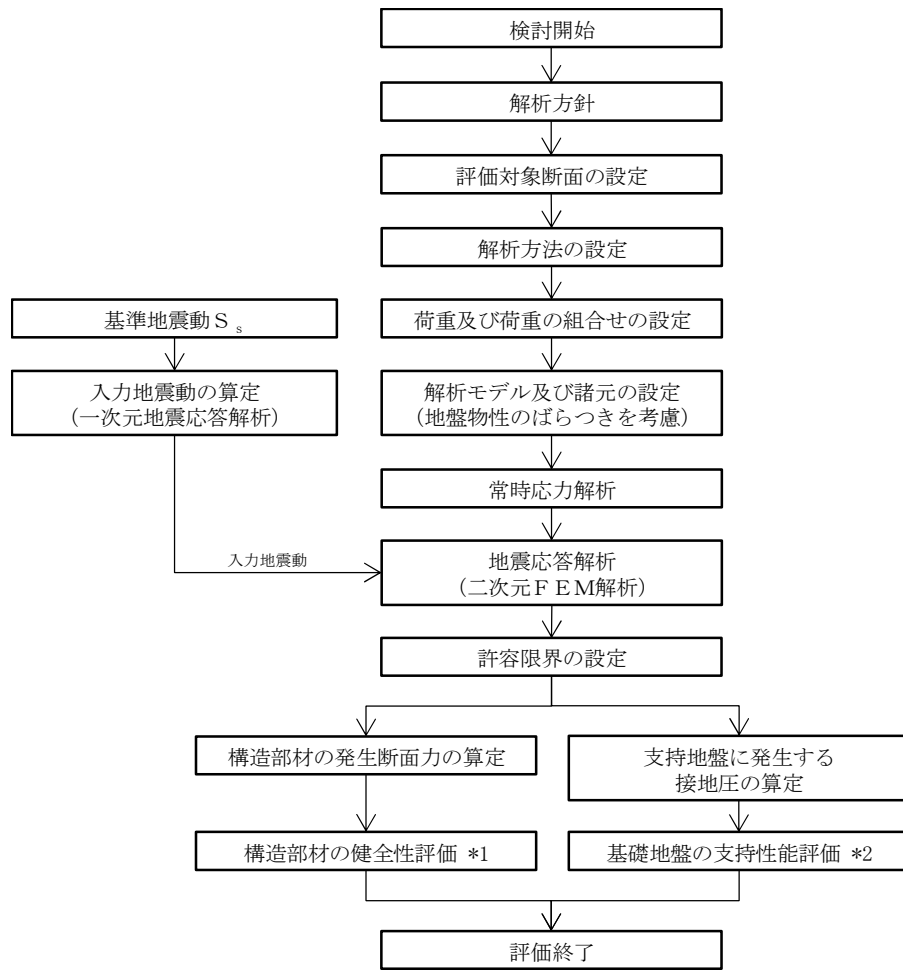 検討開始
解析方針
評価対象断面の設定
解析方法の設定
基準地震動Ｓs
荷重及び荷重の組合せの設定
入力地震動の算定
（一次元地震応答解析）
解析モデル及び諸元の設定
（地盤物性のばらつきを考慮）
常時応力解析
入力地震動
地震応答解析
（二次元ＦＥＭ解析）
許容限界の設定
構造部材の発生断面力の算定
支持地盤に発生する
接地圧の算定
構造部材の健全性評価 *1
基礎地盤の支持性能評価 *2
評価終了